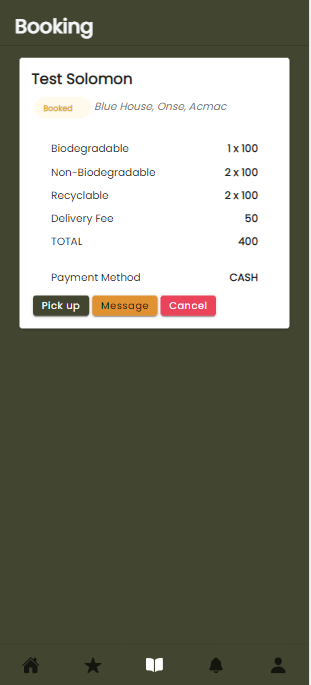 Booking
Test Solomon
Booked Blue House, Onse, Acmac
Biodegradable 1 x 100
Non-Biodegradable 2 x 100
Recyclable 2 x 100
Delivery Fee 50
TOTAL 400
Payment Method CASH
Pick up Message Cancel